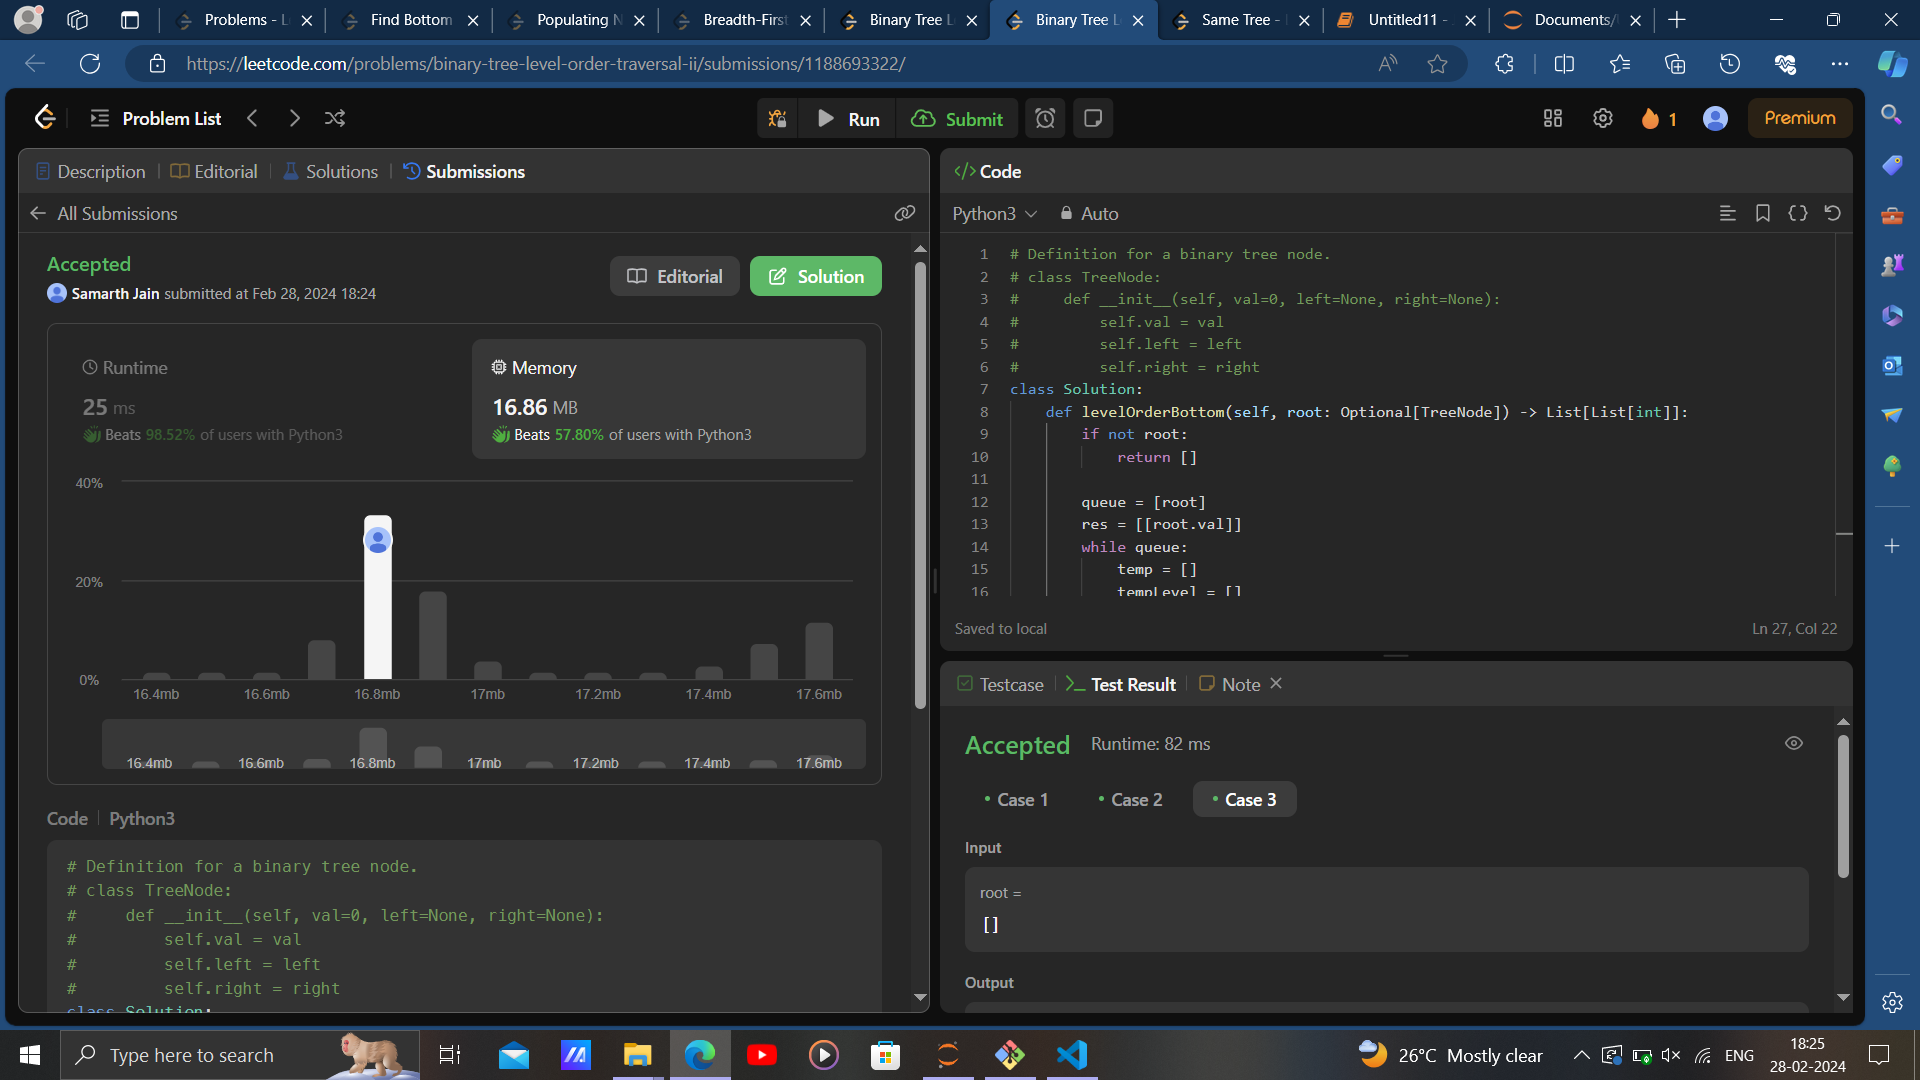 Problems - L
Find Bottom
Populating N
Breadth-First
Binary Tree L
Binary Tree L
Same Tree -
Untitled11 -
Documents/
https://leetcode.com/problems/binary-tree-level-order-traversal-ii/submissions/1188693322/
Problem List
Run
Submit
1
Premium
Description
Editorial
Solutions
Submissions
All Submissions
Accepted
Samarth Jain submitted at Feb 28, 2024 18:24
Editorial
Solution
Runtime
25 ms
Beats 98.52% of users with Python3
Memory
16.86 MB
Beats 57.80% of users with Python3
40%
20%
0%
16.4mb 16.6mb 16.8mb 17mb 17.2mb 17.4mb 17.6mb
16.4mb 16.6mb 16.8mb 17mb 17.2mb 17.4mb 17.6mb
Code | Python3
# Definition for a binary tree node.
# class TreeNode:
#     def __init__(self, val=0, left=None, right=None):
#         self.val = val
#         self.left = left
#         self.right = right
class Solution:
</> Code
Python3
Auto
1 # Definition for a binary tree node.
2 # class TreeNode:
3 #     def __init__(self, val=0, left=None, right=None):
4 #         self.val = val
5 #         self.left = left
6 #         self.right = right
7 class Solution:
8     def levelOrderBottom(self, root: Optional[TreeNode]) -> List[List[int]]:
9         if not root:
10             return []
11
12         queue = [root]
13         res = [[root.val]]
14         while queue:
15             temp = []
16             tempLevel = []
Saved to local
Ln 27, Col 22
Testcase
Test Result
Note
Accepted
Runtime: 82 ms
• Case 1
• Case 2
• Case 3
Input
root =
[]
Output
Type here to search
26°C Mostly clear
ENG
18:25
28-02-2024